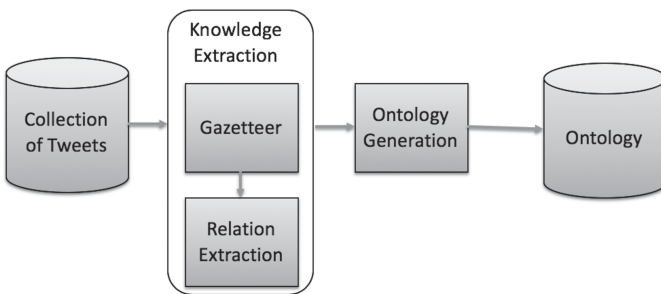 Collection
of Tweets
Knowledge
Extraction
Gazetteer
Relation
Extraction
Ontology
Generation
Ontology